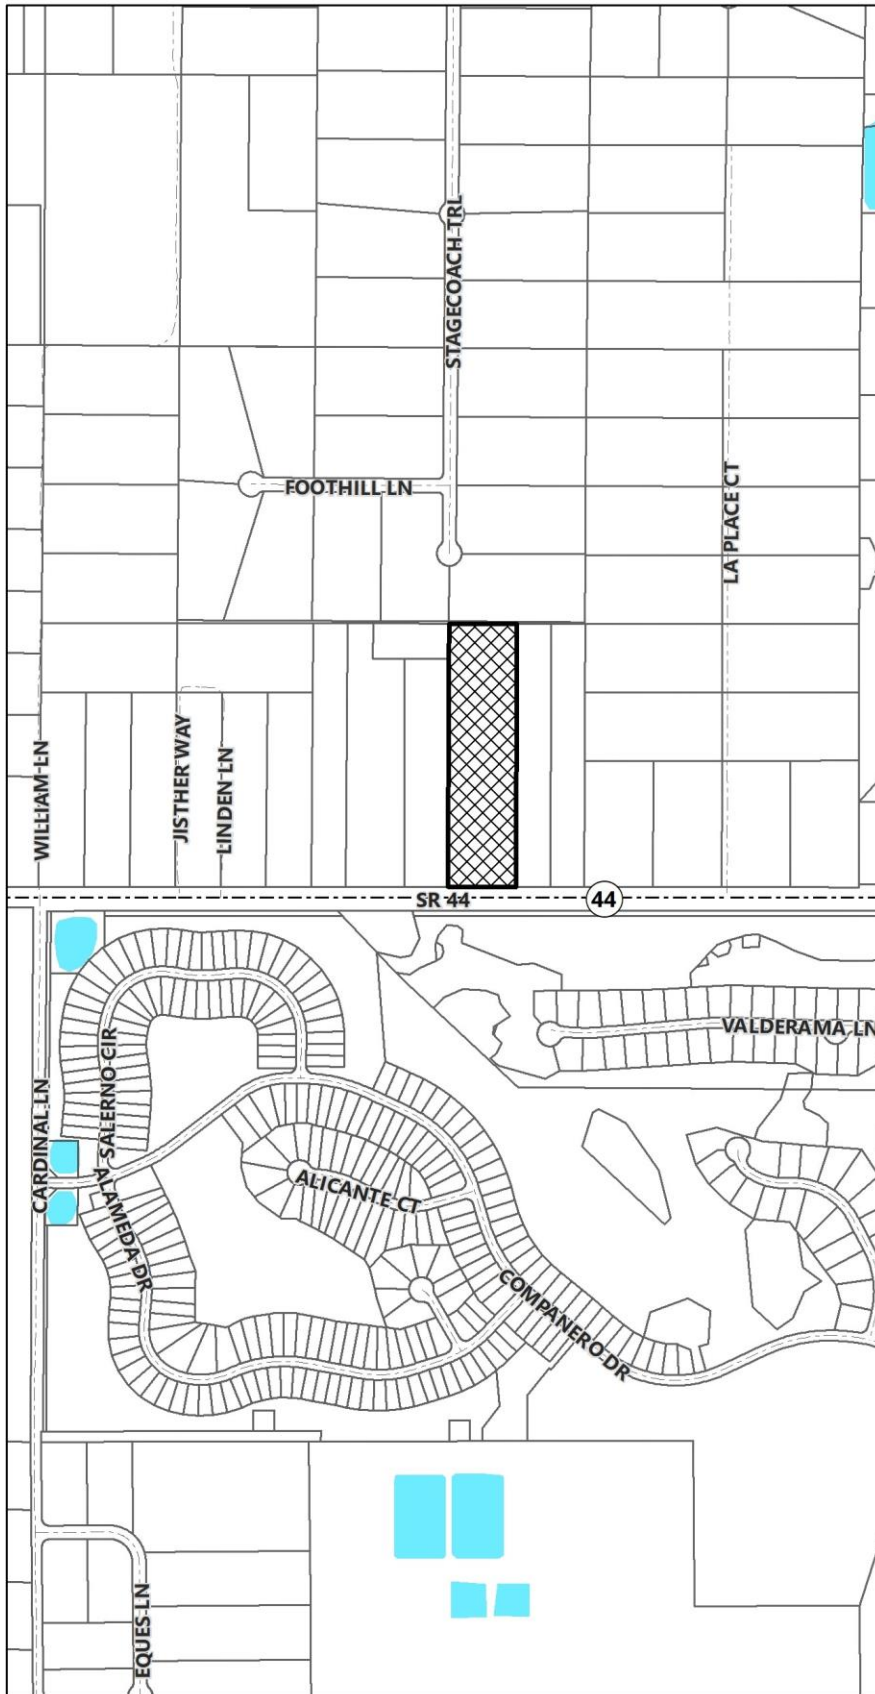 STAGECOACH TRL
FOOTHILL LN
LA PLACE CT
WILLIAM LN
JISTHER WAY
LINDEN LN
SR 44
44
VALDERAMA LN
CARDINAL LN
SALERNO CIR
ALAMEDA DR
ALICANTE CT
COMPANERO DR
EQUES LN